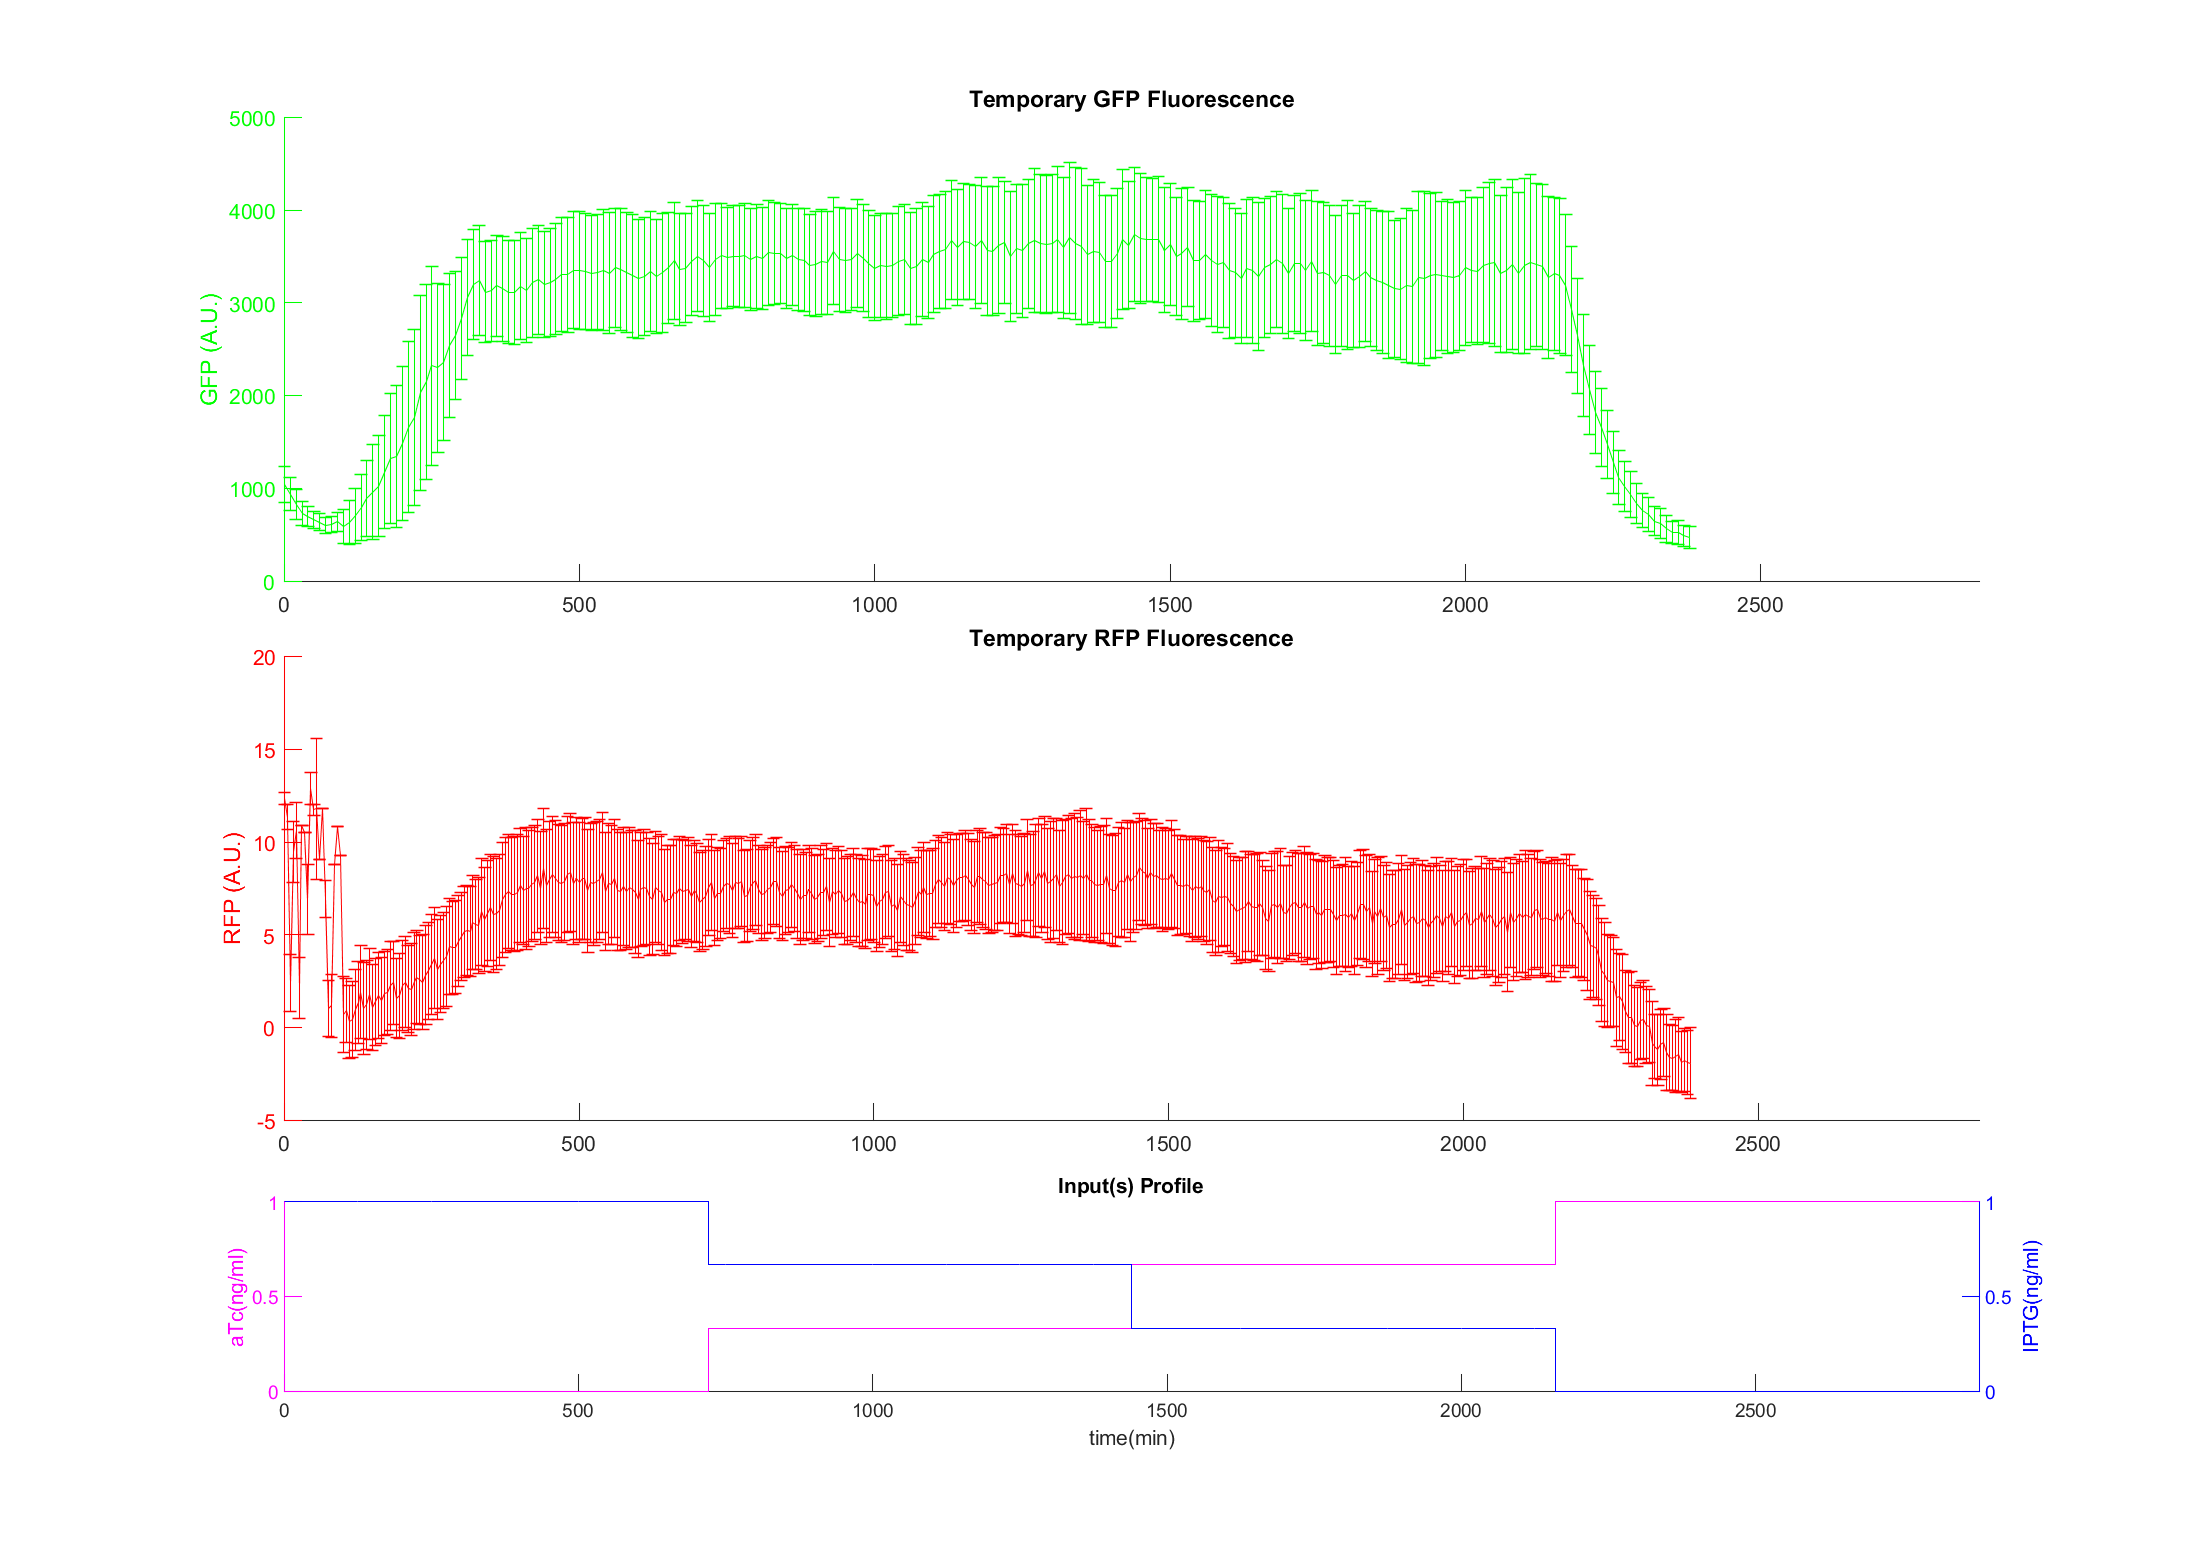 Temporary GFP Fluorescence
5000
4000
3000
2000
1000
0
GFP (A.U.)
0 500 1000 1500 2000 2500
Temporary RFP Fluorescence
20
15
10
5
0
-5
RFP (A.U.)
0 500 1000 1500 2000 2500
Input(s) Profile
1
0.5
0
aTc(ng/ml)
1
0.5
0
IPTG(ng/ml)
0 500 1000 1500 2000 2500
time(min)